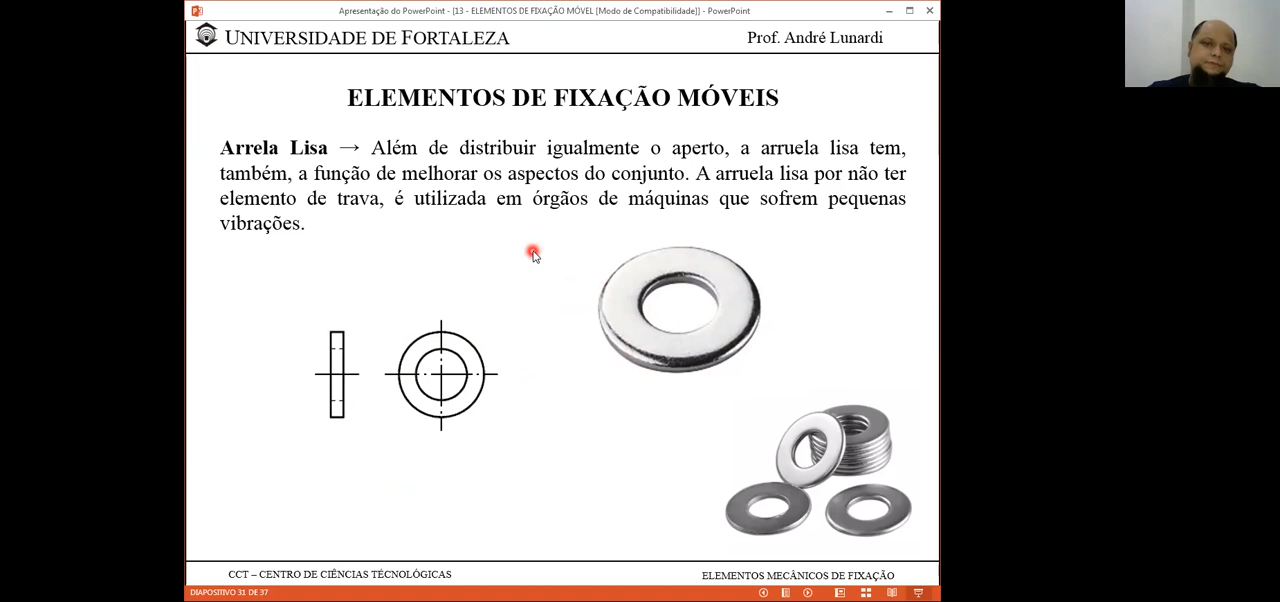 Apresentação do PowerPoint - [13 - ELEMENTOS DE FIXAÇÃO MÓVEL [Modo de Compatibilidade]] - PowerPoint
UNIVERSIDADE DE FORTALEZA
Prof. André Lunardi
ELEMENTOS DE FIXAÇÃO MÓVEIS
Arrela Lisa → Além de distribuir igualmente o aperto, a arruela lisa tem,
também, a função de melhorar os aspectos do conjunto. A arruela lisa por não ter
elemento de trava, é utilizada em órgãos de máquinas que sofrem pequenas
vibrações.
CCT – CENTRO DE CIÊNCIAS TÉCNOLÓGICAS
ELEMENTOS MECÂNICOS DE FIXAÇÃO
DIAPOSITIVO 31 DE 37